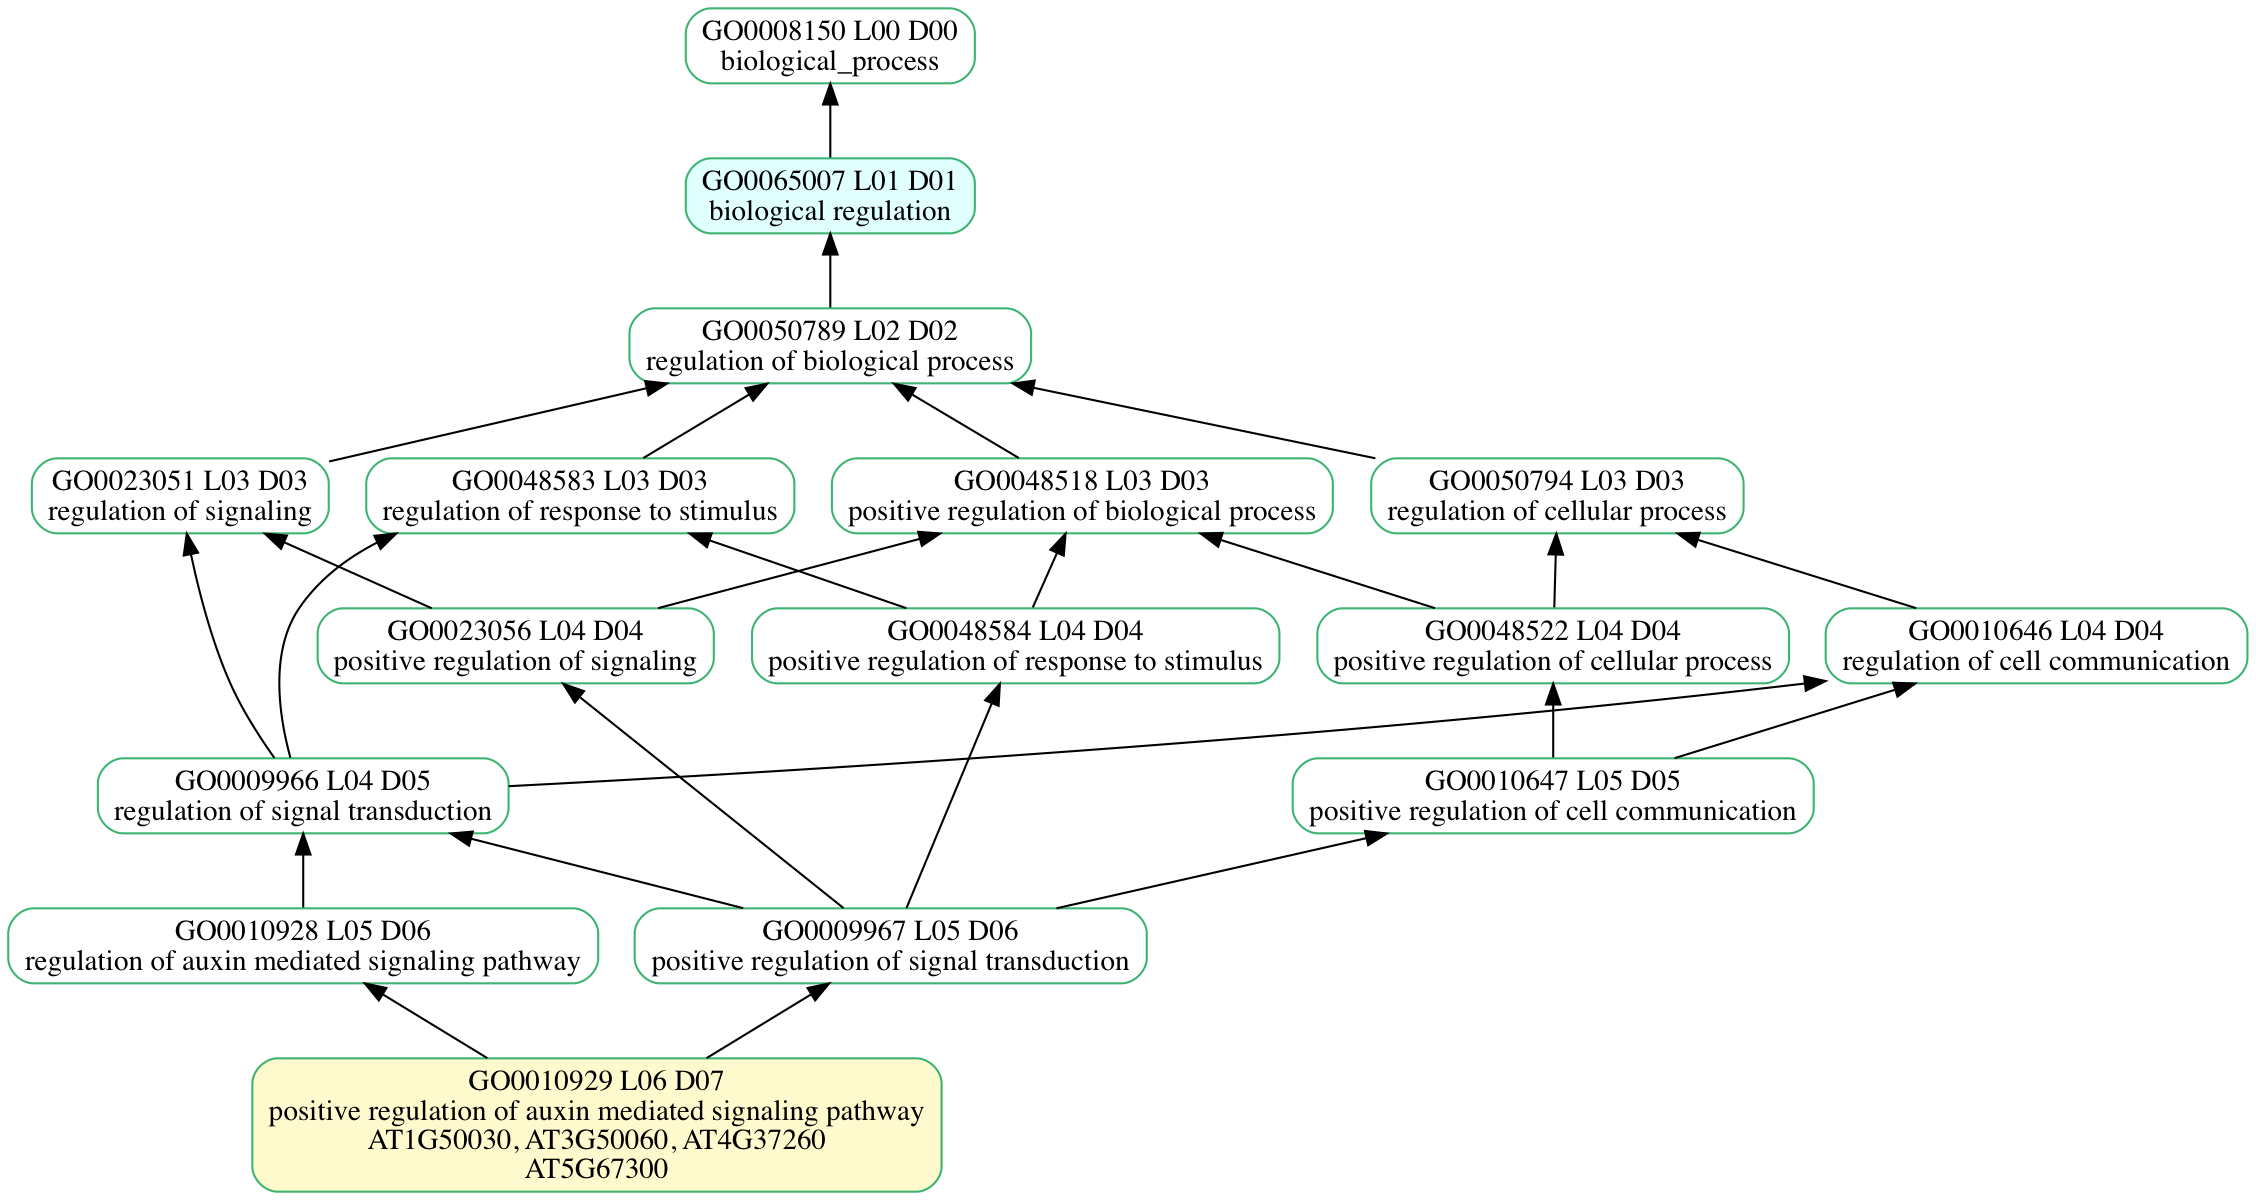 GO0008150 L00 D00
biological_process
GO0065007 L01 D01
biological regulation
GO0050789 L02 D02
regulation of biological process
GO0023051 L03 D03
regulation of signaling
GO0048583 L03 D03
regulation of response to stimulus
GO0048518 L03 D03
positive regulation of biological process
GO0050794 L03 D03
regulation of cellular process
GO0023056 L04 D04
positive regulation of signaling
GO0048584 L04 D04
positive regulation of response to stimulus
GO0048522 L04 D04
positive regulation of cellular process
GO0010646 L04 D04
regulation of cell communication
GO0009966 L04 D05
regulation of signal transduction
GO0010647 L05 D05
positive regulation of cell communication
GO0010928 L05 D06
regulation of auxin mediated signaling pathway
GO0009967 L05 D06
positive regulation of signal transduction
GO0010929 L06 D07
positive regulation of auxin mediated signaling pathway
AT1G50030, AT3G50060, AT4G37260
AT5G67300